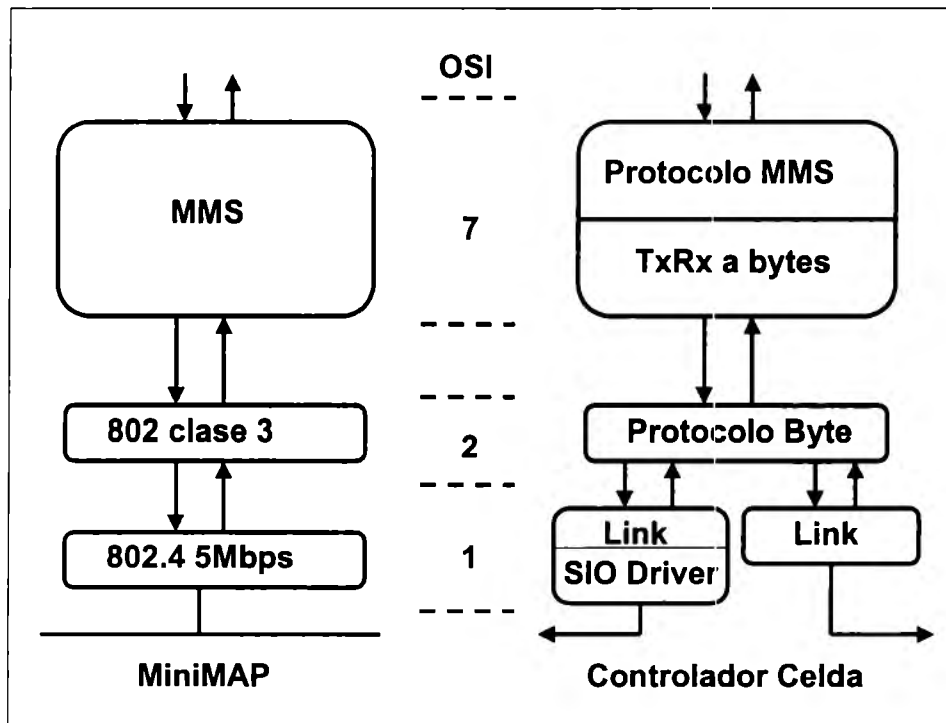 OSI
MMS
7
Protocolo MMS
TxRx a bytes
802 clase 3
2
Protocolo Byte
802.4 5Mbps
1
Link
SIO Driver
Link
MiniMAP
Controlador Celda